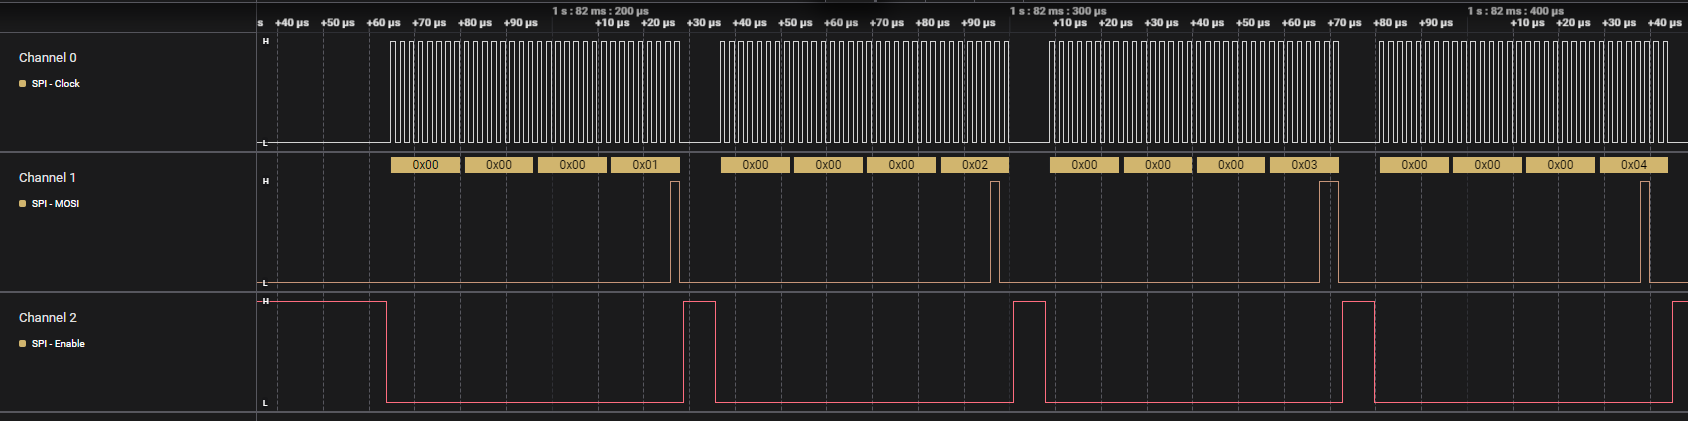 1 s : 82 ms : 200 µs 1 s : 82 ms : 300 µs 1 s : 82 ms : 400 µs
s +40 µs +50 µs +60 µs +70 µs +80 µs +90 µs +10 µs +20 µs +30 µs +40 µs +50 µs +60 µs +70 µs +80 µs +90 µs +10 µs +20 µs +30 µs +40 µs +50 µs +60 µs +70 µs +80 µs +90 µs +10 µs +20 µs +30 µs +40 µs
H
Channel 0
SPI - Clock
L
0x00 0x00 0x00 0x01 0x00 0x00 0x00 0x02 0x00 0x00 0x00 0x03 0x00 0x00 0x00 0x04
Channel 1
H
SPI - MOSI
L
H
Channel 2
SPI - Enable
L